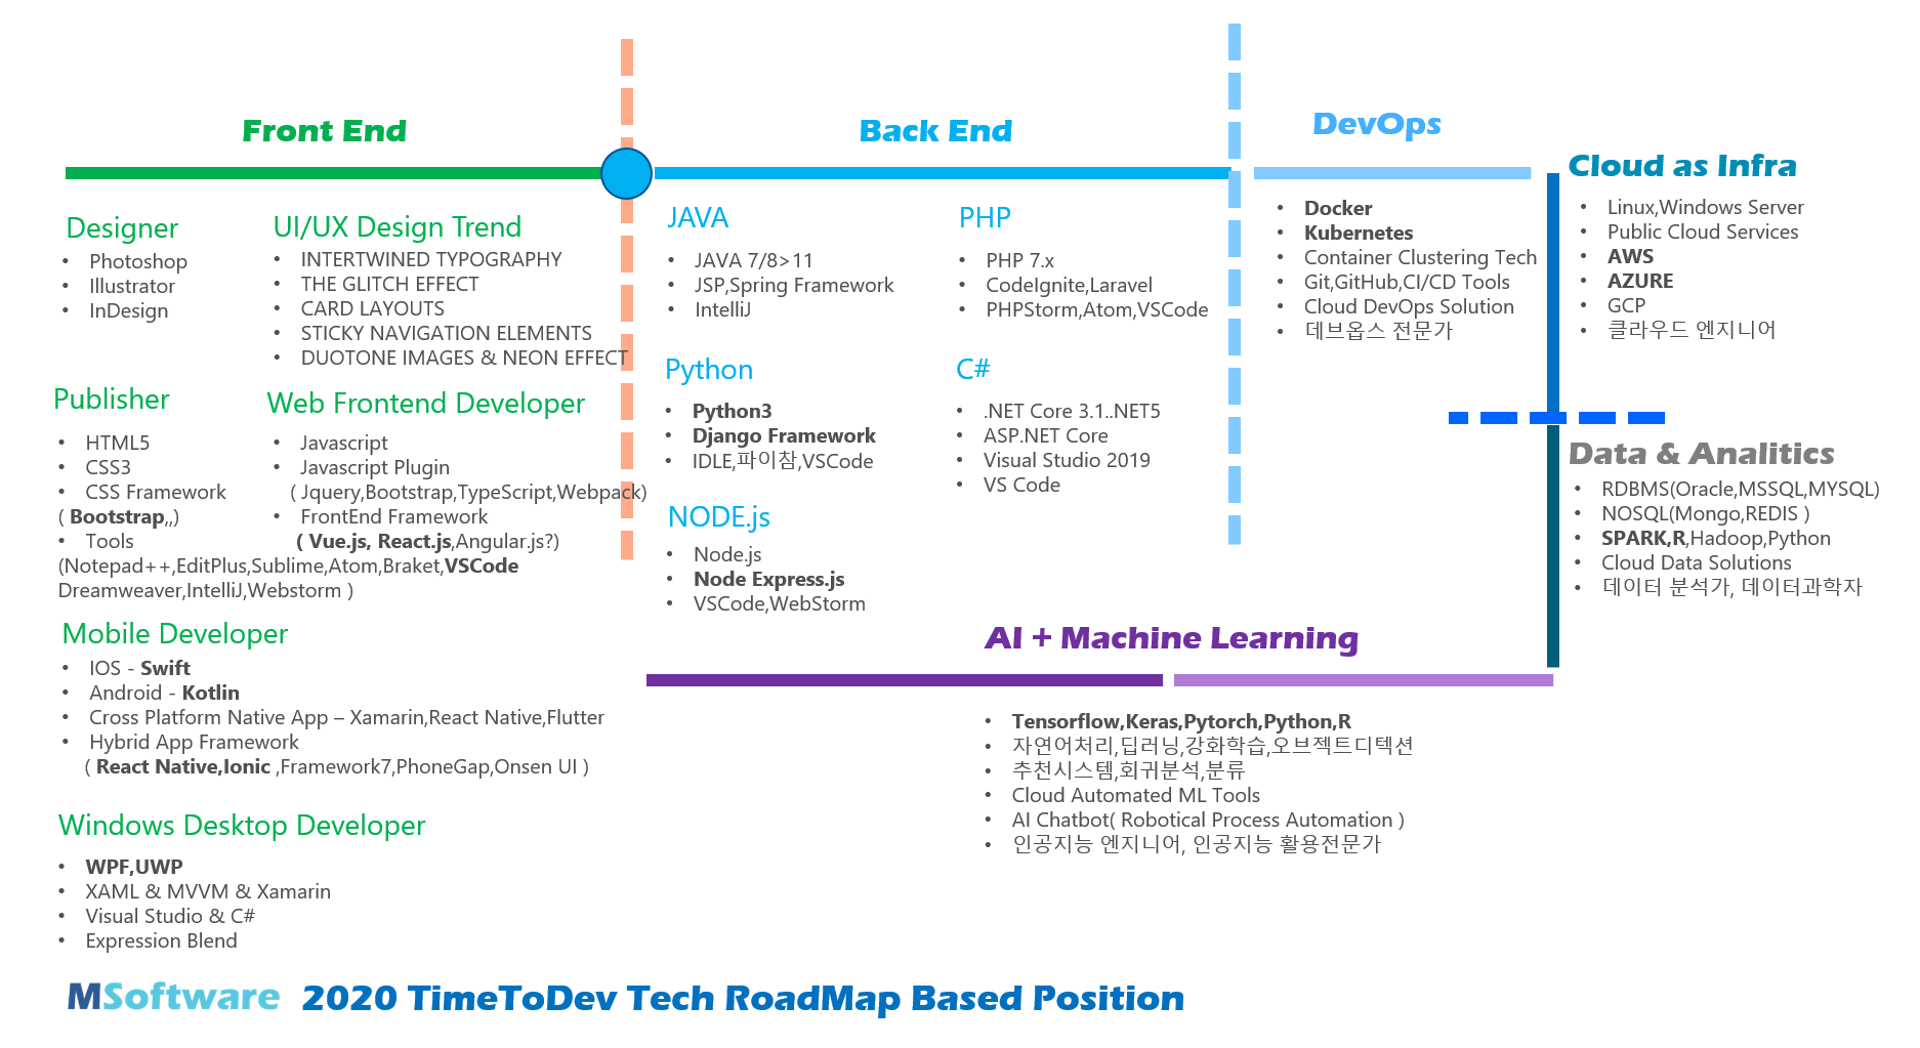 Front End
Designer
• Photoshop
• Illustrator
• InDesign
UI/UX Design Trend
• INTERTWINED TYPOGRAPHY
• THE GLITCH EFFECT
• CARD LAYOUTS
• STICKY NAVIGATION ELEMENTS
• DUOTONE IMAGES & NEON EFFECT
Publisher
• HTML5
• CSS3
• CSS Framework
( Bootstrap,,)
• Tools
(Notepad++,EditPlus,Sublime,Atom,Braket,VSCode
Dreamweaver,IntelliJ,Webstorm )
Web Frontend Developer
• Javascript
• Javascript Plugin
( Jquery,Bootstrap,TypeScript,Webpack)
• FrontEnd Framework
( Vue.js, React.js,Angular.js?)
Mobile Developer
• IOS - Swift
• Android - Kotlin
• Cross Platform Native App – Xamarin,React Native,Flutter
• Hybrid App Framework
( React Native,Ionic ,Framework7,PhoneGap,Onsen UI )
Windows Desktop Developer
• WPF,UWP
• XAML & MVVM & Xamarin
• Visual Studio & C#
• Expression Blend
Back End
JAVA
• JAVA 7/8>11
• JSP,Spring Framework
• IntelliJ
PHP
• PHP 7.x
• CodeIgnite,Laravel
• PHPStorm,Atom,VSCode
Python
• Python3
• Django Framework
• IDLE,파이참,VSCode
C#
• .NET Core 3.1..NET5
• ASP.NET Core
• Visual Studio 2019
• VS Code
NODE.js
• Node.js
• Node Express.js
• VSCode,WebStorm
DevOps
• Docker
• Kubernetes
• Container Clustering Tech
• Git,GitHub,CI/CD Tools
• Cloud DevOps Solution
• 데브옵스 전문가
Cloud as Infra
• Linux,Windows Server
• Public Cloud Services
• AWS
• AZURE
• GCP
• 클라우드 엔지니어
Data & Analitics
• RDBMS(Oracle,MSSQL,MYSQL)
• NOSQL(Mongo,REDIS )
• SPARK,R,Hadoop,Python
• Cloud Data Solutions
• 데이터 분석가, 데이터과학자
AI + Machine Learning
• Tensorflow,Keras,Pytorch,Python,R
• 자연어처리,딥러닝,강화학습,오브젝트디텍션
• 추천시스템,회귀분석,분류
• Cloud Automated ML Tools
• AI Chatbot( Robotical Process Automation )
• 인공지능 엔지니어, 인공지능 활용전문가
MSoftware 2020 TimeToDev Tech RoadMap Based Position